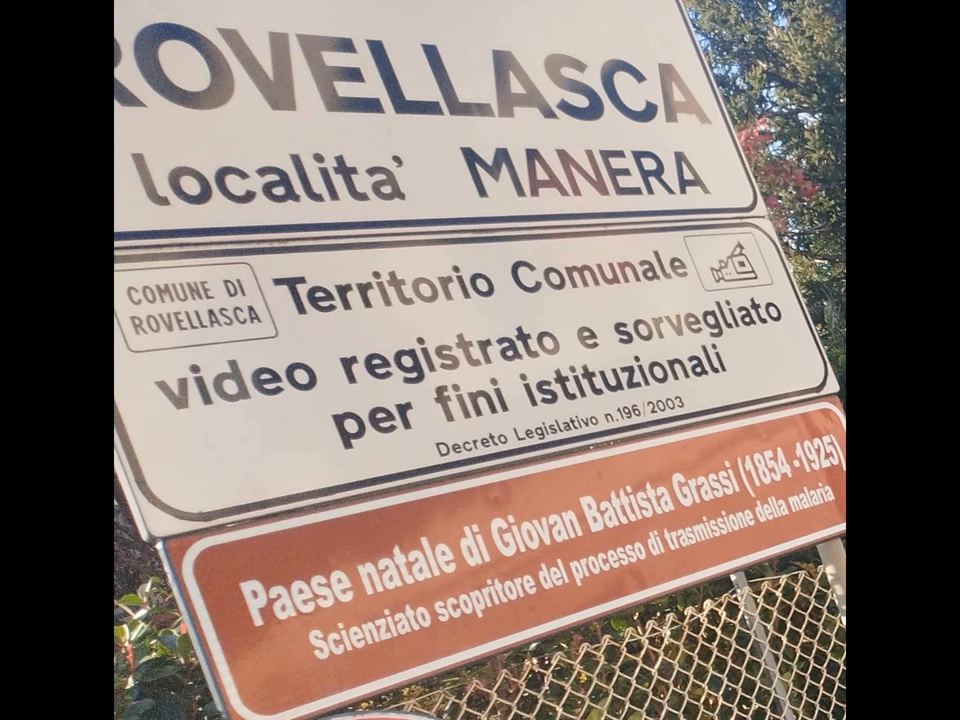 ROVELLASCA
localita' MANERA
COMUNE DI
ROVELLASCA
Territorio Comunale
video registrato e sorvegliato
per fini istituzionali
Decreto Legislativo n.196/2003
Paese natale di Giovan Battista Grassi (1854-1925)
Scienziato scopritore del processo di trasmissione della malaria